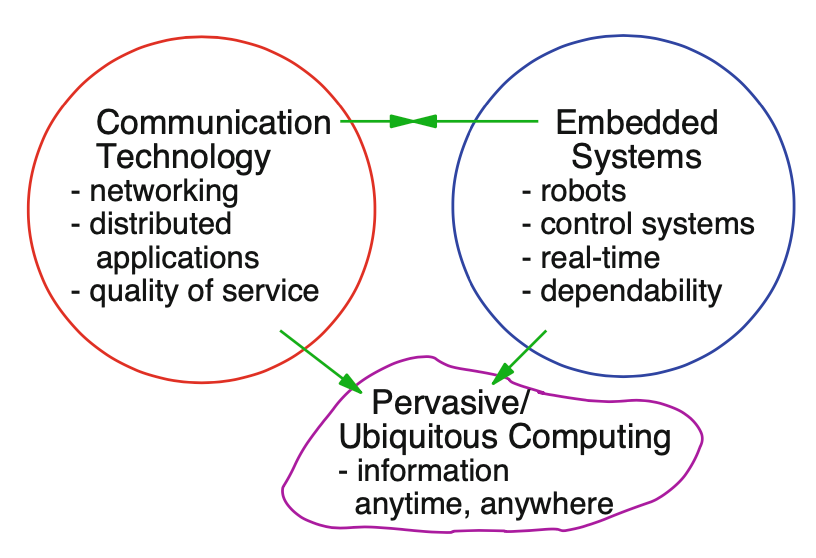 Communication
Technology
- networking
- distributed
applications
- quality of service
Embedded
Systems
- robots
- control systems
- real-time
- dependability
Pervasive/
Ubiquitous Computing
- information
anytime, anywhere